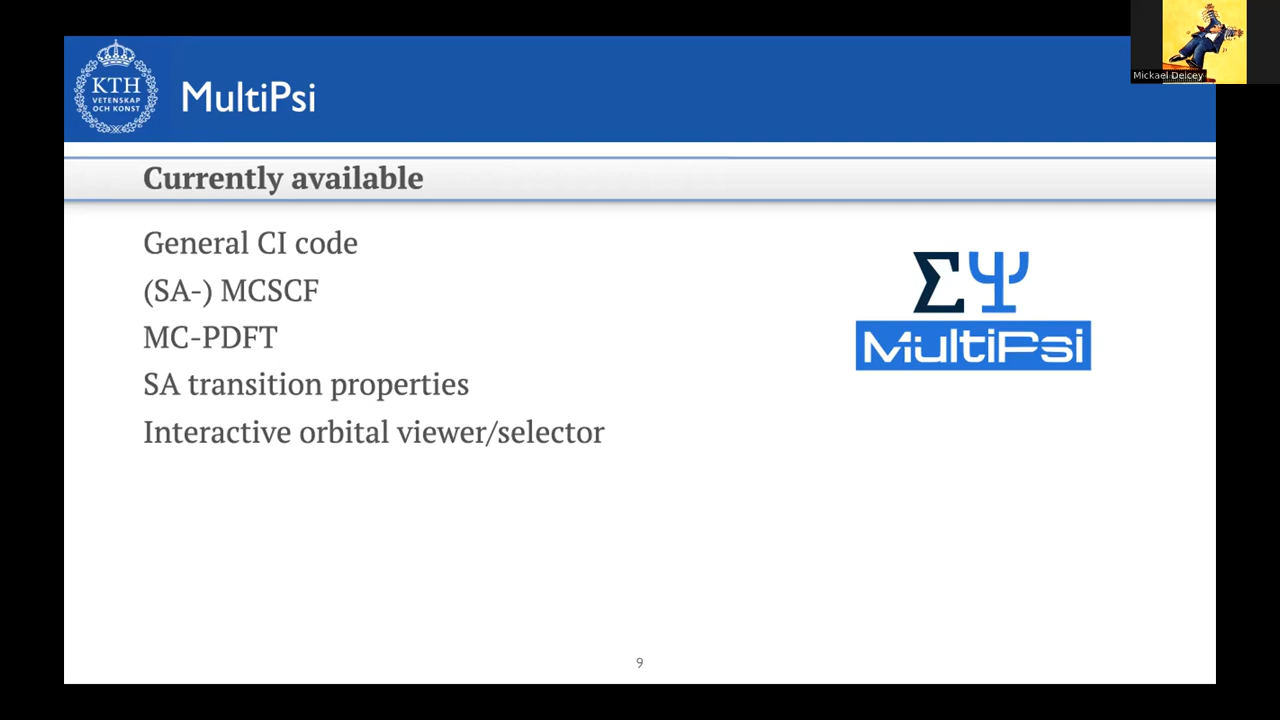 Mickael Delcey
KTH
VETENSKAP
OCH KONST
MultiPsi
Currently available
General CI code
(SA-) MCSCF
MC-PDFT
SA transition properties
Interactive orbital viewer/selector
ΣΨ
MultiPsi
9